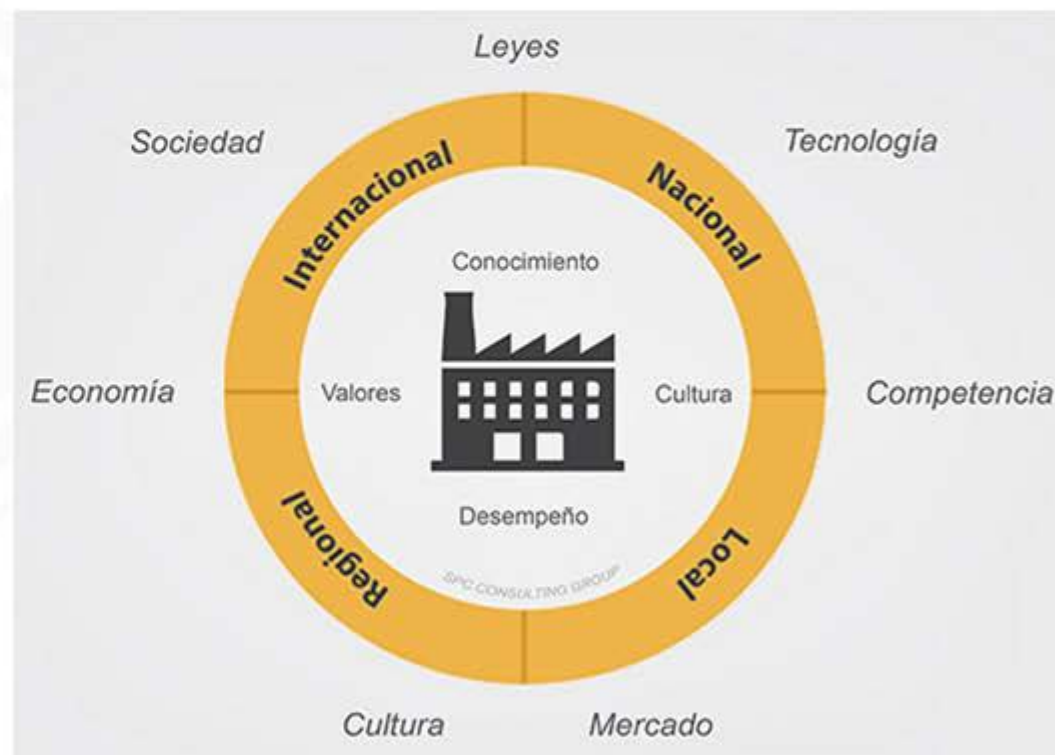 Leyes
Sociedad
Tecnología
Internacional
Nacional
Conocimiento
Economía
Valores
Cultura
Competencia
Desempeño
Regional
Local
SPC CONSULTING GROUP
Cultura
Mercado